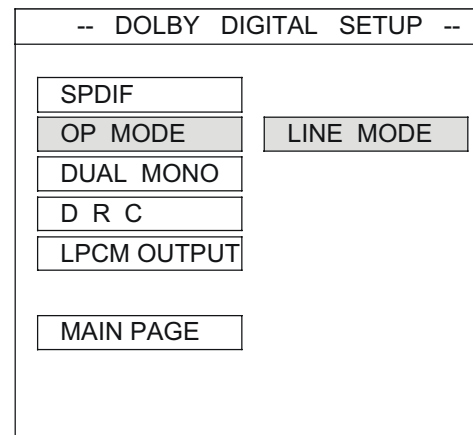 -- DOLBY DIGITAL SETUP --
SPDIF
OP MODE LINE MODE
DUAL MONO
D R C
LPCM OUTPUT
MAIN PAGE